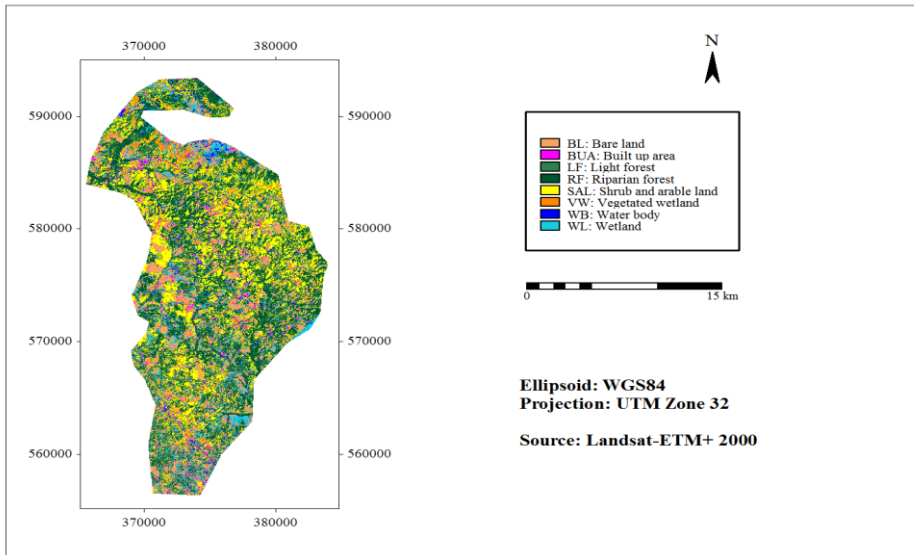 370000 380000
590000 590000
580000 580000
570000 570000
560000 560000
370000 380000
N
BL: Bare land
BUA: Built up area
LF: Light forest
RF: Riparian forest
SAL: Shrub and arable land
VW: Vegetated wetland
WB: Water body
WL: Wetland
0 15 km
Ellipsoid: WGS84
Projection: UTM Zone 32
Source: Landsat-ETM+ 2000